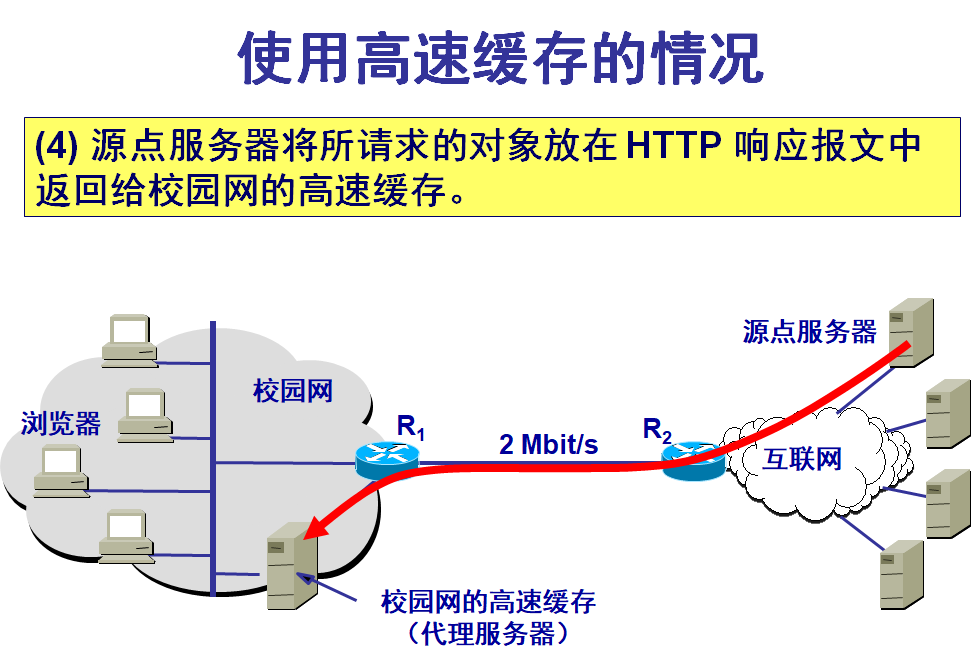 使用高速缓存的情况
(4) 源点服务器将所请求的对象放在 HTTP 响应报文中
返回给校园网的高速缓存。
源点服务器
校园网
浏览器
R1
2 Mbit/s
R2
互联网
校园网的高速缓存
（代理服务器）